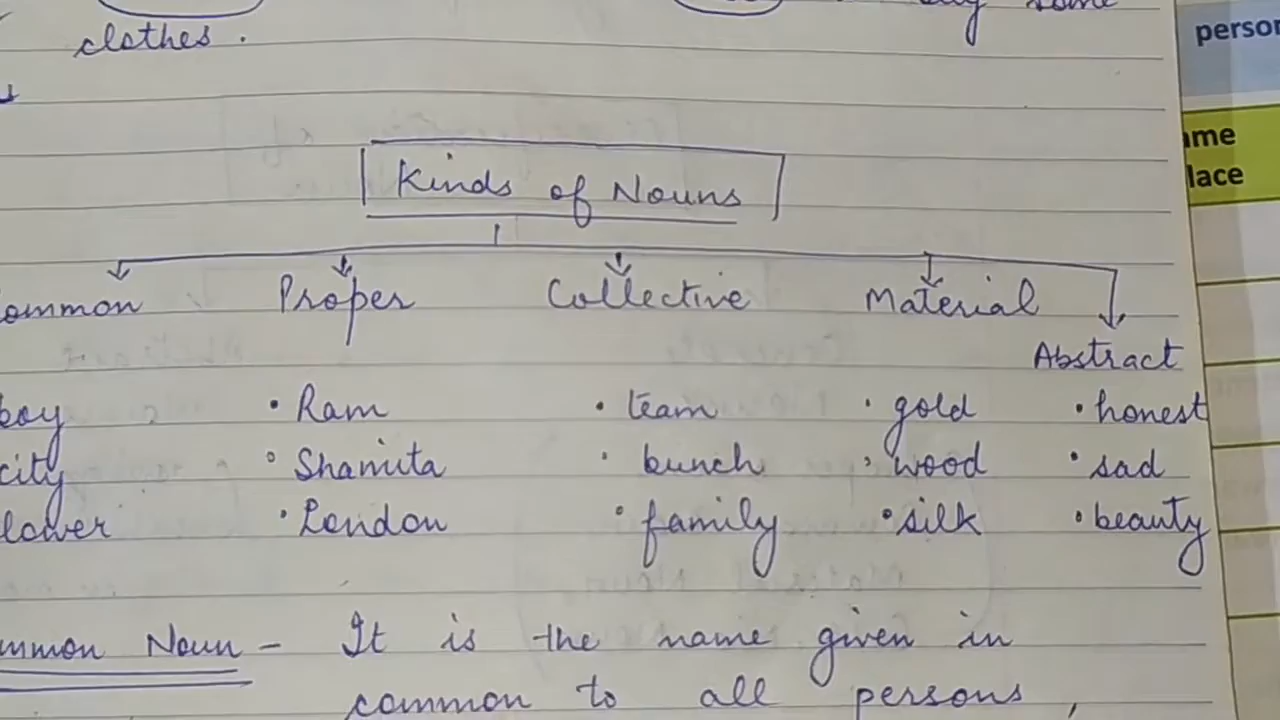 clothes.
Kinds of Nouns
ommon Proper Collective Material
Abstract
boy • Ram • team • gold • honest
city • Shamita • bunch • wood • sad
lower • London • family • silk • beauty
mmon Noun - It is the name given in
common to all persons,
person
ame
lace